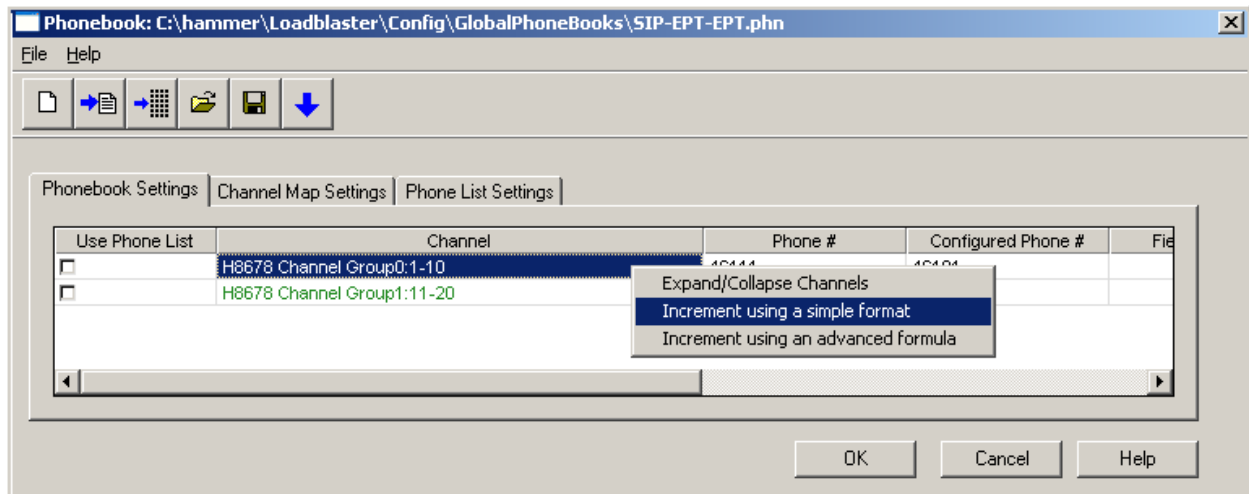 Phonebook: C:\hammer\Loadblaster\Config\GlobalPhoneBooks\SIP-EPT-EPT.phn
File Help
Phonebook Settings Channel Map Settings Phone List Settings
Use Phone List Channel Phone # Configured Phone # Fie
H8678 Channel Group0:1-10
H8678 Channel Group1:11-20
Expand/Collapse Channels
Increment using a simple format
Increment using an advanced formula
OK Cancel Help